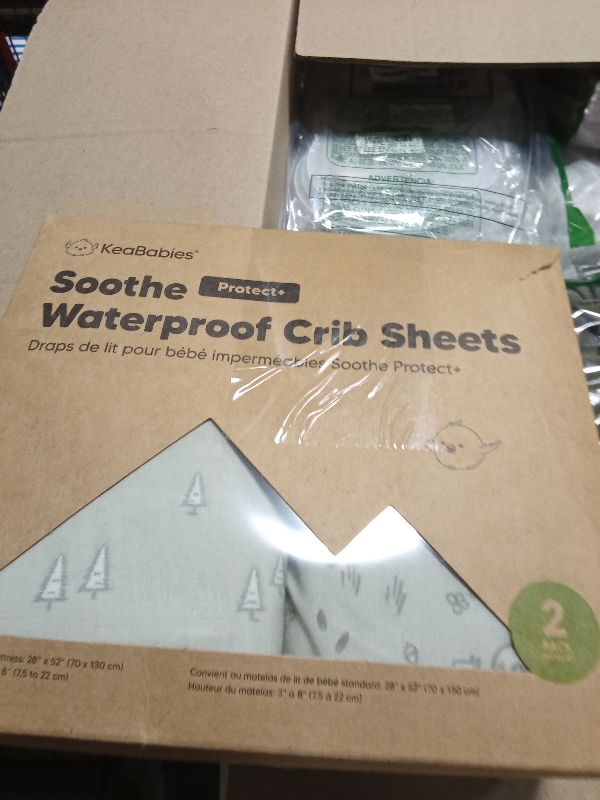 KeaBabies
Soothe Protect+
Waterproof Crib Sheets
Draps de lit pour bébé imperméables Soothe Protect+
2
PACK
ttress: 28" x 52" (70 x 130 cm)
8" (7.5 to 22 cm)
Convient au matelas de lit de bébé standard: 28" x 52" (70 x 130 cm)
Hauteur du matelas: 3" à 8" (7.5 à 22 cm)
ADVERTENCIA: